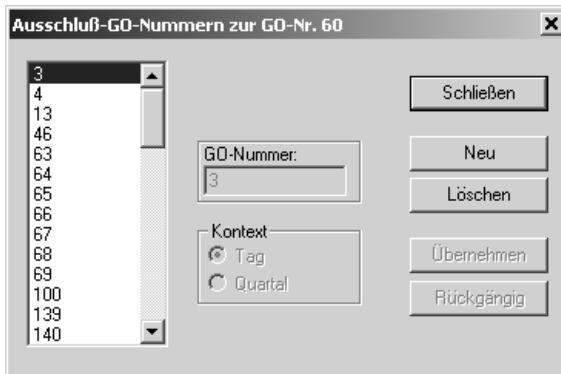 Ausschluß-GO-Nummern zur GO-Nr. 60
3
4
13
46
63
64
65
66
67
68
69
100
139
140
GO-Nummer:
3
Kontext
Tag
Quartal
Schließen
Neu
Löschen
Übernehmen
Rückgängig